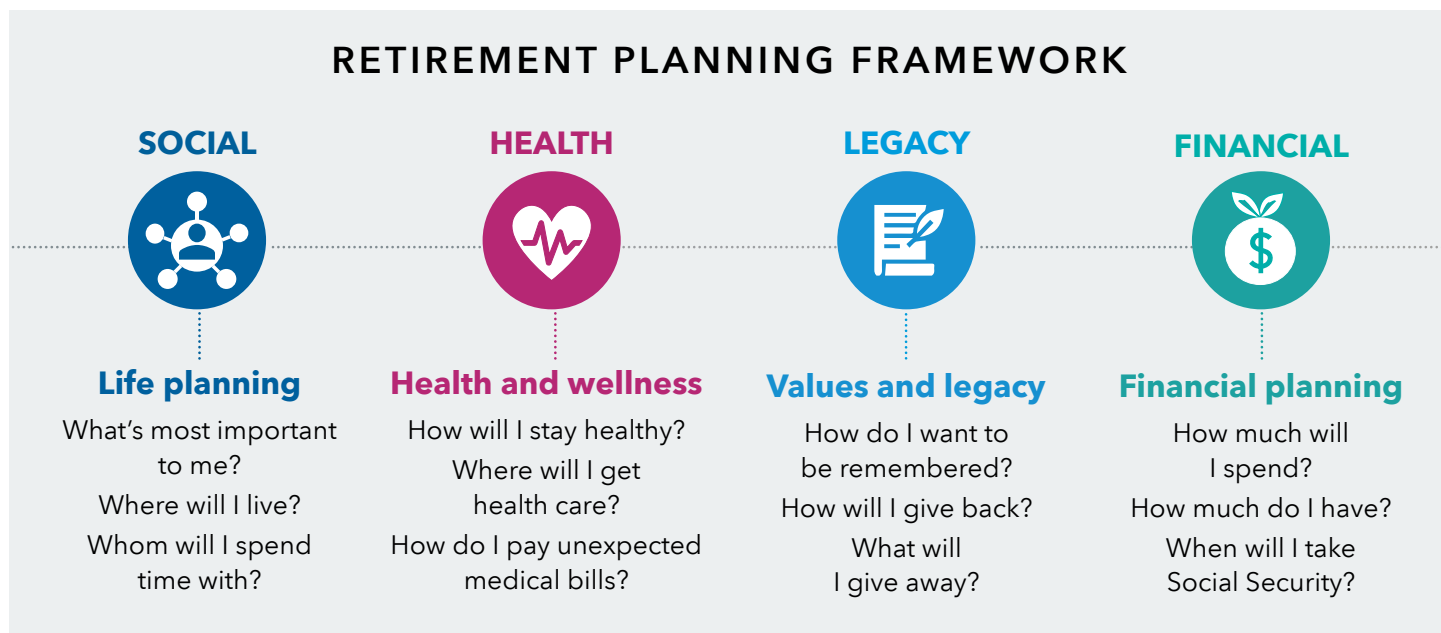 RETIREMENT PLANNING FRAMEWORK
SOCIAL
Life planning
What’s most important
to me?
Where will I live?
Whom will I spend
time with?
HEALTH
Health and wellness
How will I stay healthy?
Where will I get
health care?
How do I pay unexpected
medical bills?
LEGACY
Values and legacy
How do I want to
be remembered?
How will I give back?
What will
I give away?
FINANCIAL
$
Financial planning
How much will
I spend?
How much do I have?
When will I take
Social Security?